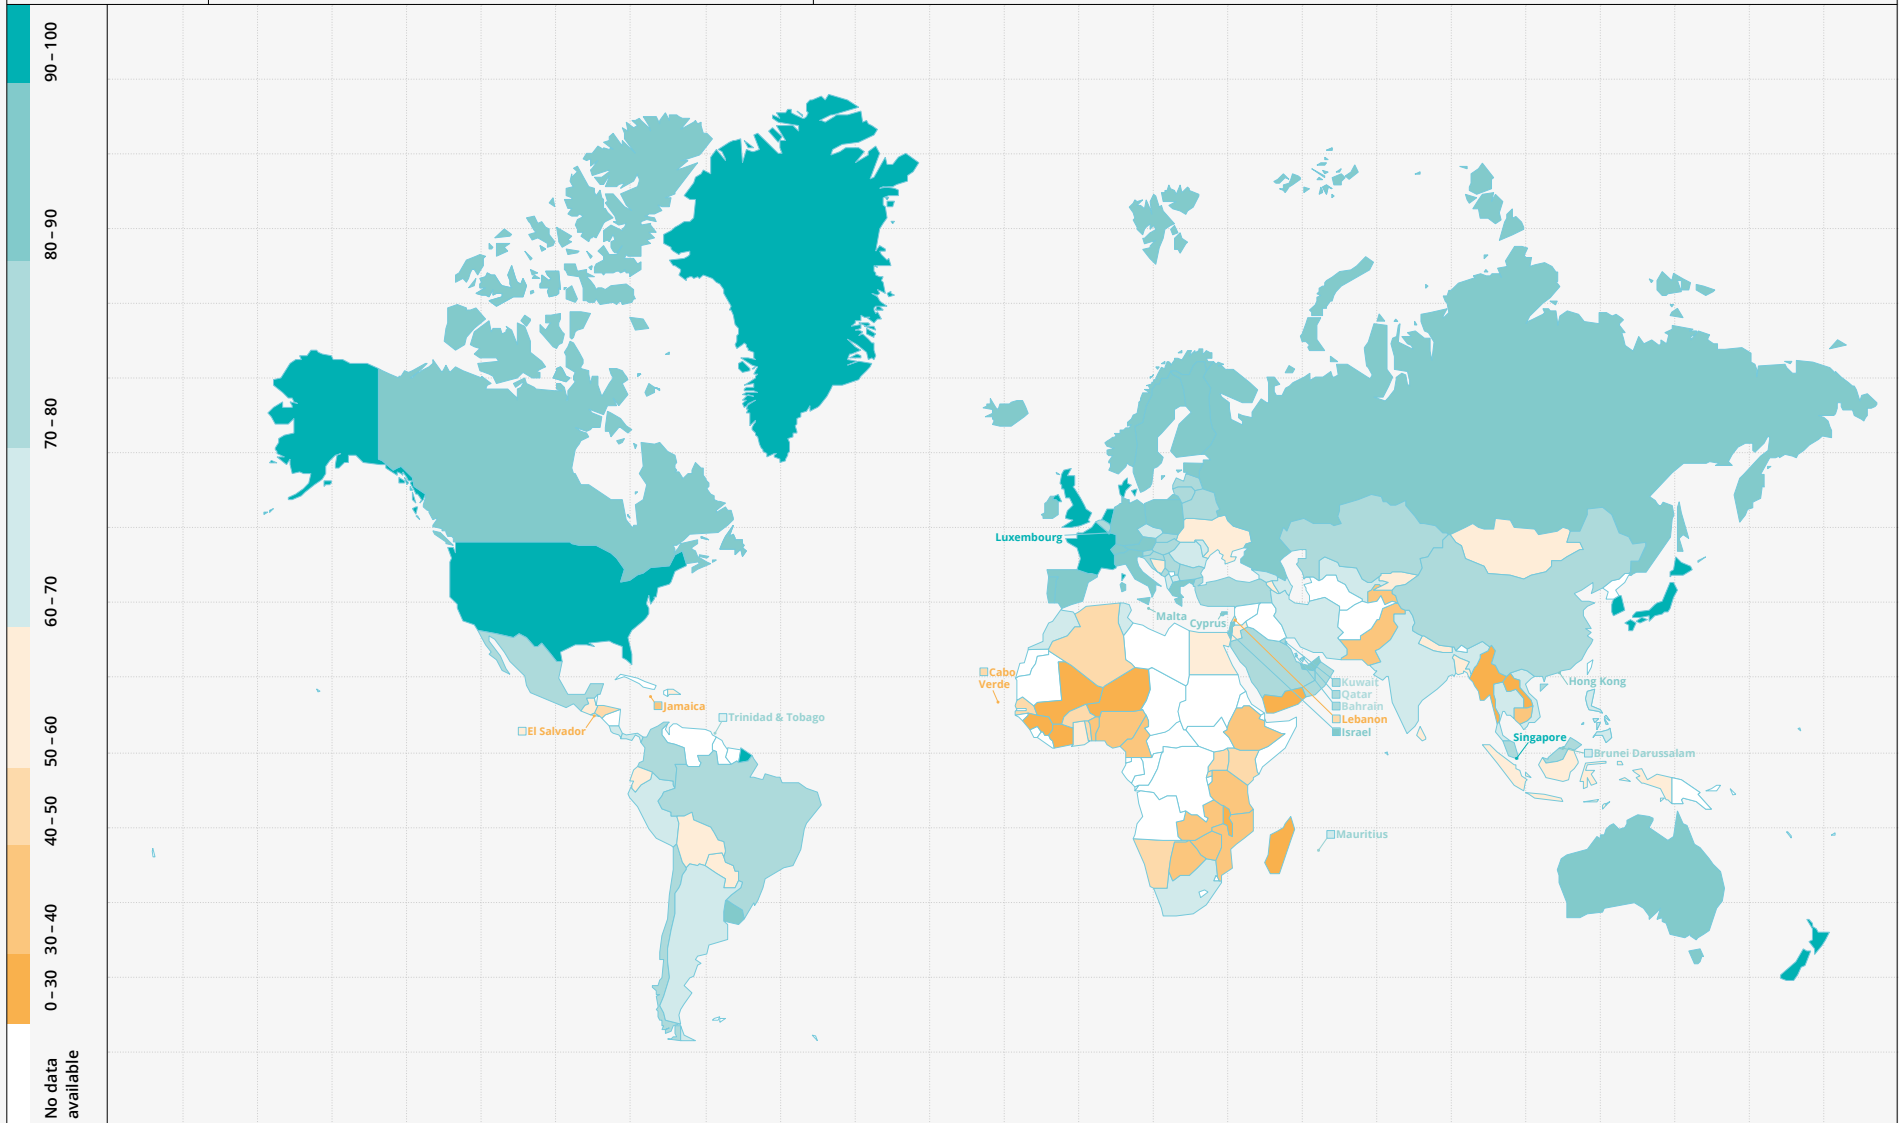 90–100
80–90
70–80
60–70
50–60
40–50
30–40
0–30
No data
available
Luxembourg
Malta
Cyprus
Cabo
Verde
Jamaica
El Salvador
Trinidad & Tobago
Kuwait
Qatar
Bahrain
Lebanon
Israel
Hong Kong
Singapore
Brunei Darussalam
Mauritius